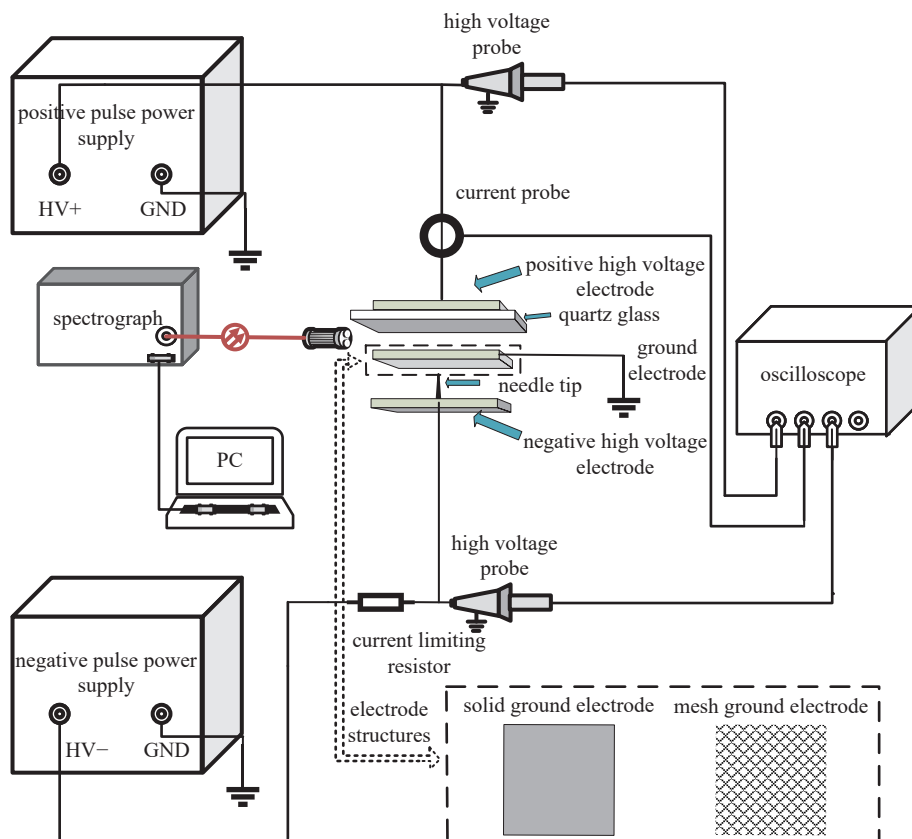 high voltage
probe
positive pulse power
supply
HV+
GND
current probe
positive high voltage
electrode
quartz glass
spectrograph
ground
electrode
needle tip
oscilloscope
negative high voltage
electrode
PC
high voltage
probe
current limiting
resistor
negative pulse power
supply
HV−
GND
electrode
structures
solid ground electrode
mesh ground electrode